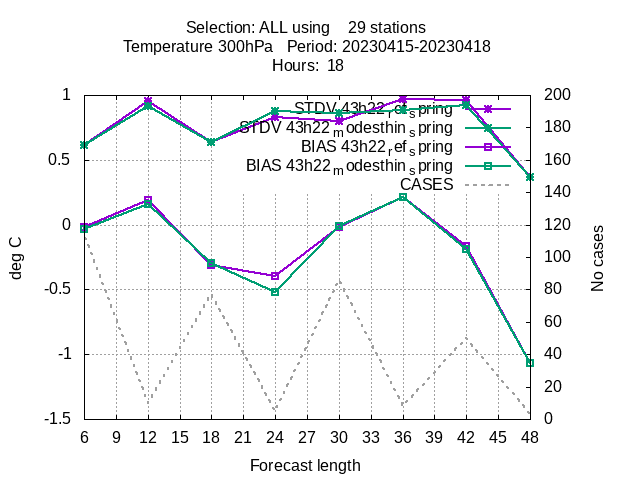 Selection: ALL using 29 stations
Temperature 300hPa Period: 20230415-20230418
Hours: 18
STDV 43h22_ref_spring
STDV 43h22_modesthin_spring
BIAS 43h22_ref_spring
BIAS 43h22_modesthin_spring
CASES
deg C
1
0.5
0
-0.5
-1
-1.5
200
180
160
140
120
100
80
60
40
20
0
No cases
6 9 12 15 18 21 24 27 30 33 36 39 42 45 48
Forecast length